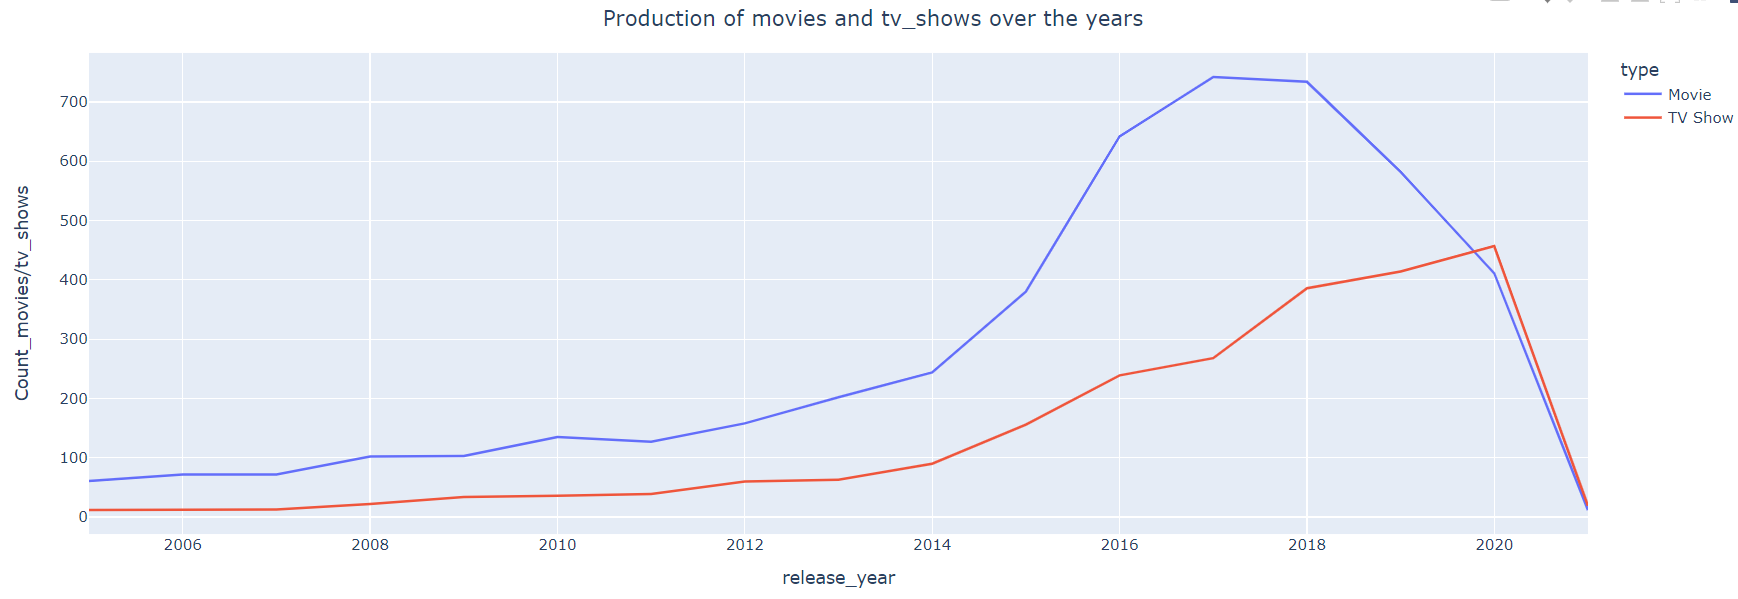 Production of movies and tv_shows over the years
type
Movie
TV Show
Count_movies/tv_shows
700
600
500
400
300
200
100
0
2006 2008 2010 2012 2014 2016 2018 2020
release_year